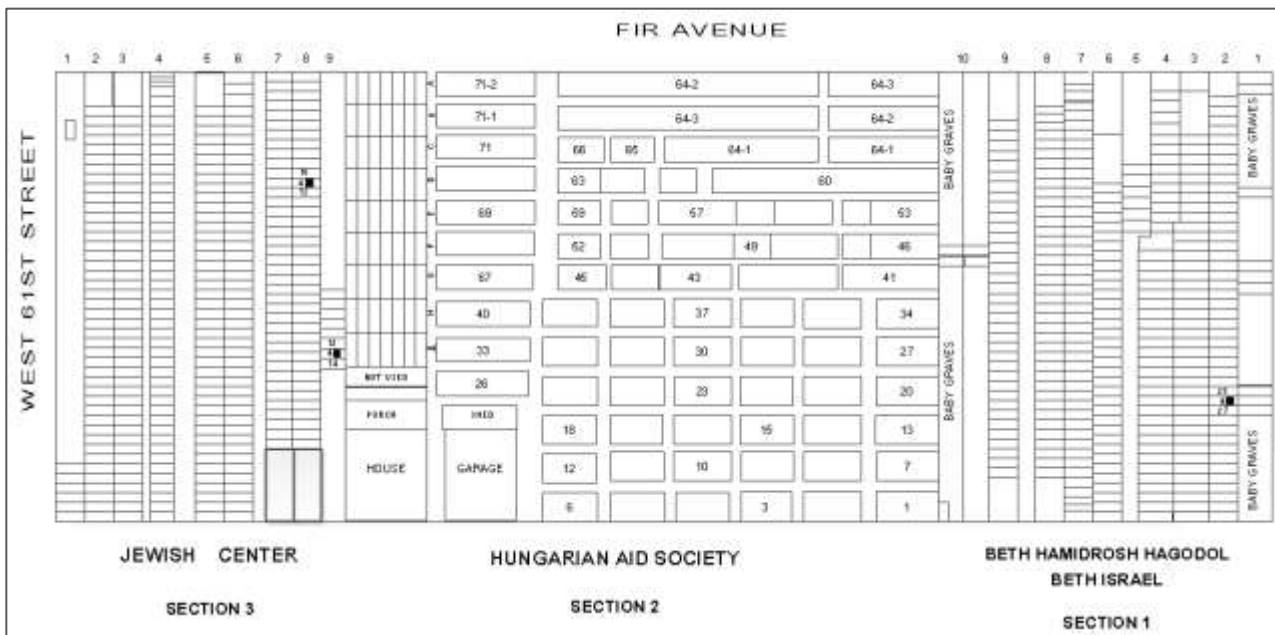 FIR AVENUE
1 2 3 4 5 6 7 8 9 10 9 8 7 6 5 4 3 2 1
WEST 61ST STREET
A 71-2 64-2 64-3
71-1 64-3 64-2
C 71 66 65 64-1 64-1
63 60
69 69 57 53
62 48 46
67 45 43 41
H 40 37 34
33 30 27
26 23 20
18 15 13
12 10 7
6 3 1
NOT USED
PORCH
SHED
HOUSE
GARAGE
BABY GRAVES
BABY GRAVES
BABY GRAVES
BABY GRAVES
JEWISH CENTER
HUNGARIAN AID SOCIETY
BETH HAMIDROSH HAGODOL
BETH ISRAEL
SECTION 3
SECTION 2
SECTION 1